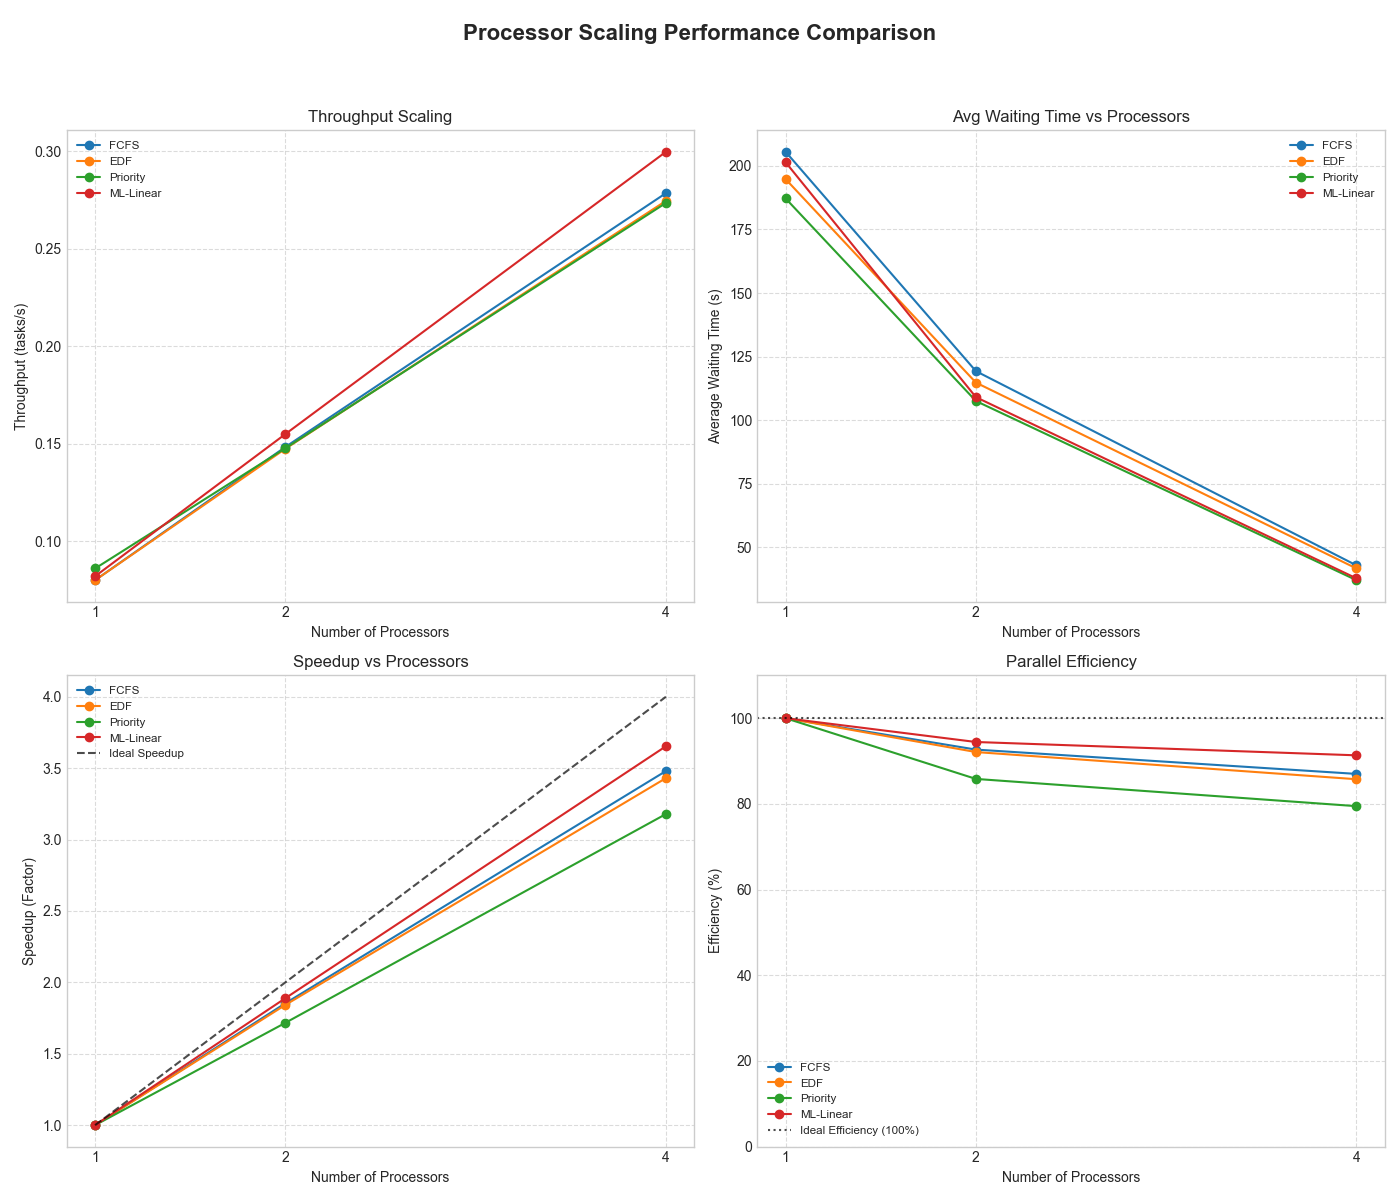 Processor Scaling Performance Comparison
Throughput Scaling
FCFS
EDF
Priority
ML-Linear
0.30
0.25
0.20
0.15
0.10
Throughput (tasks/s)
1
2
4
Number of Processors
Avg Waiting Time vs Processors
FCFS
EDF
Priority
ML-Linear
200
175
150
125
100
75
50
Average Waiting Time (s)
1
2
4
Number of Processors
Speedup vs Processors
FCFS
EDF
Priority
ML-Linear
Ideal Speedup
4.0
3.5
3.0
2.5
2.0
1.5
1.0
Speedup (Factor)
1
2
4
Number of Processors
Parallel Efficiency
100
80
60
40
20
0
Efficiency (%)
FCFS
EDF
Priority
ML-Linear
Ideal Efficiency (100%)
1
2
4
Number of Processors